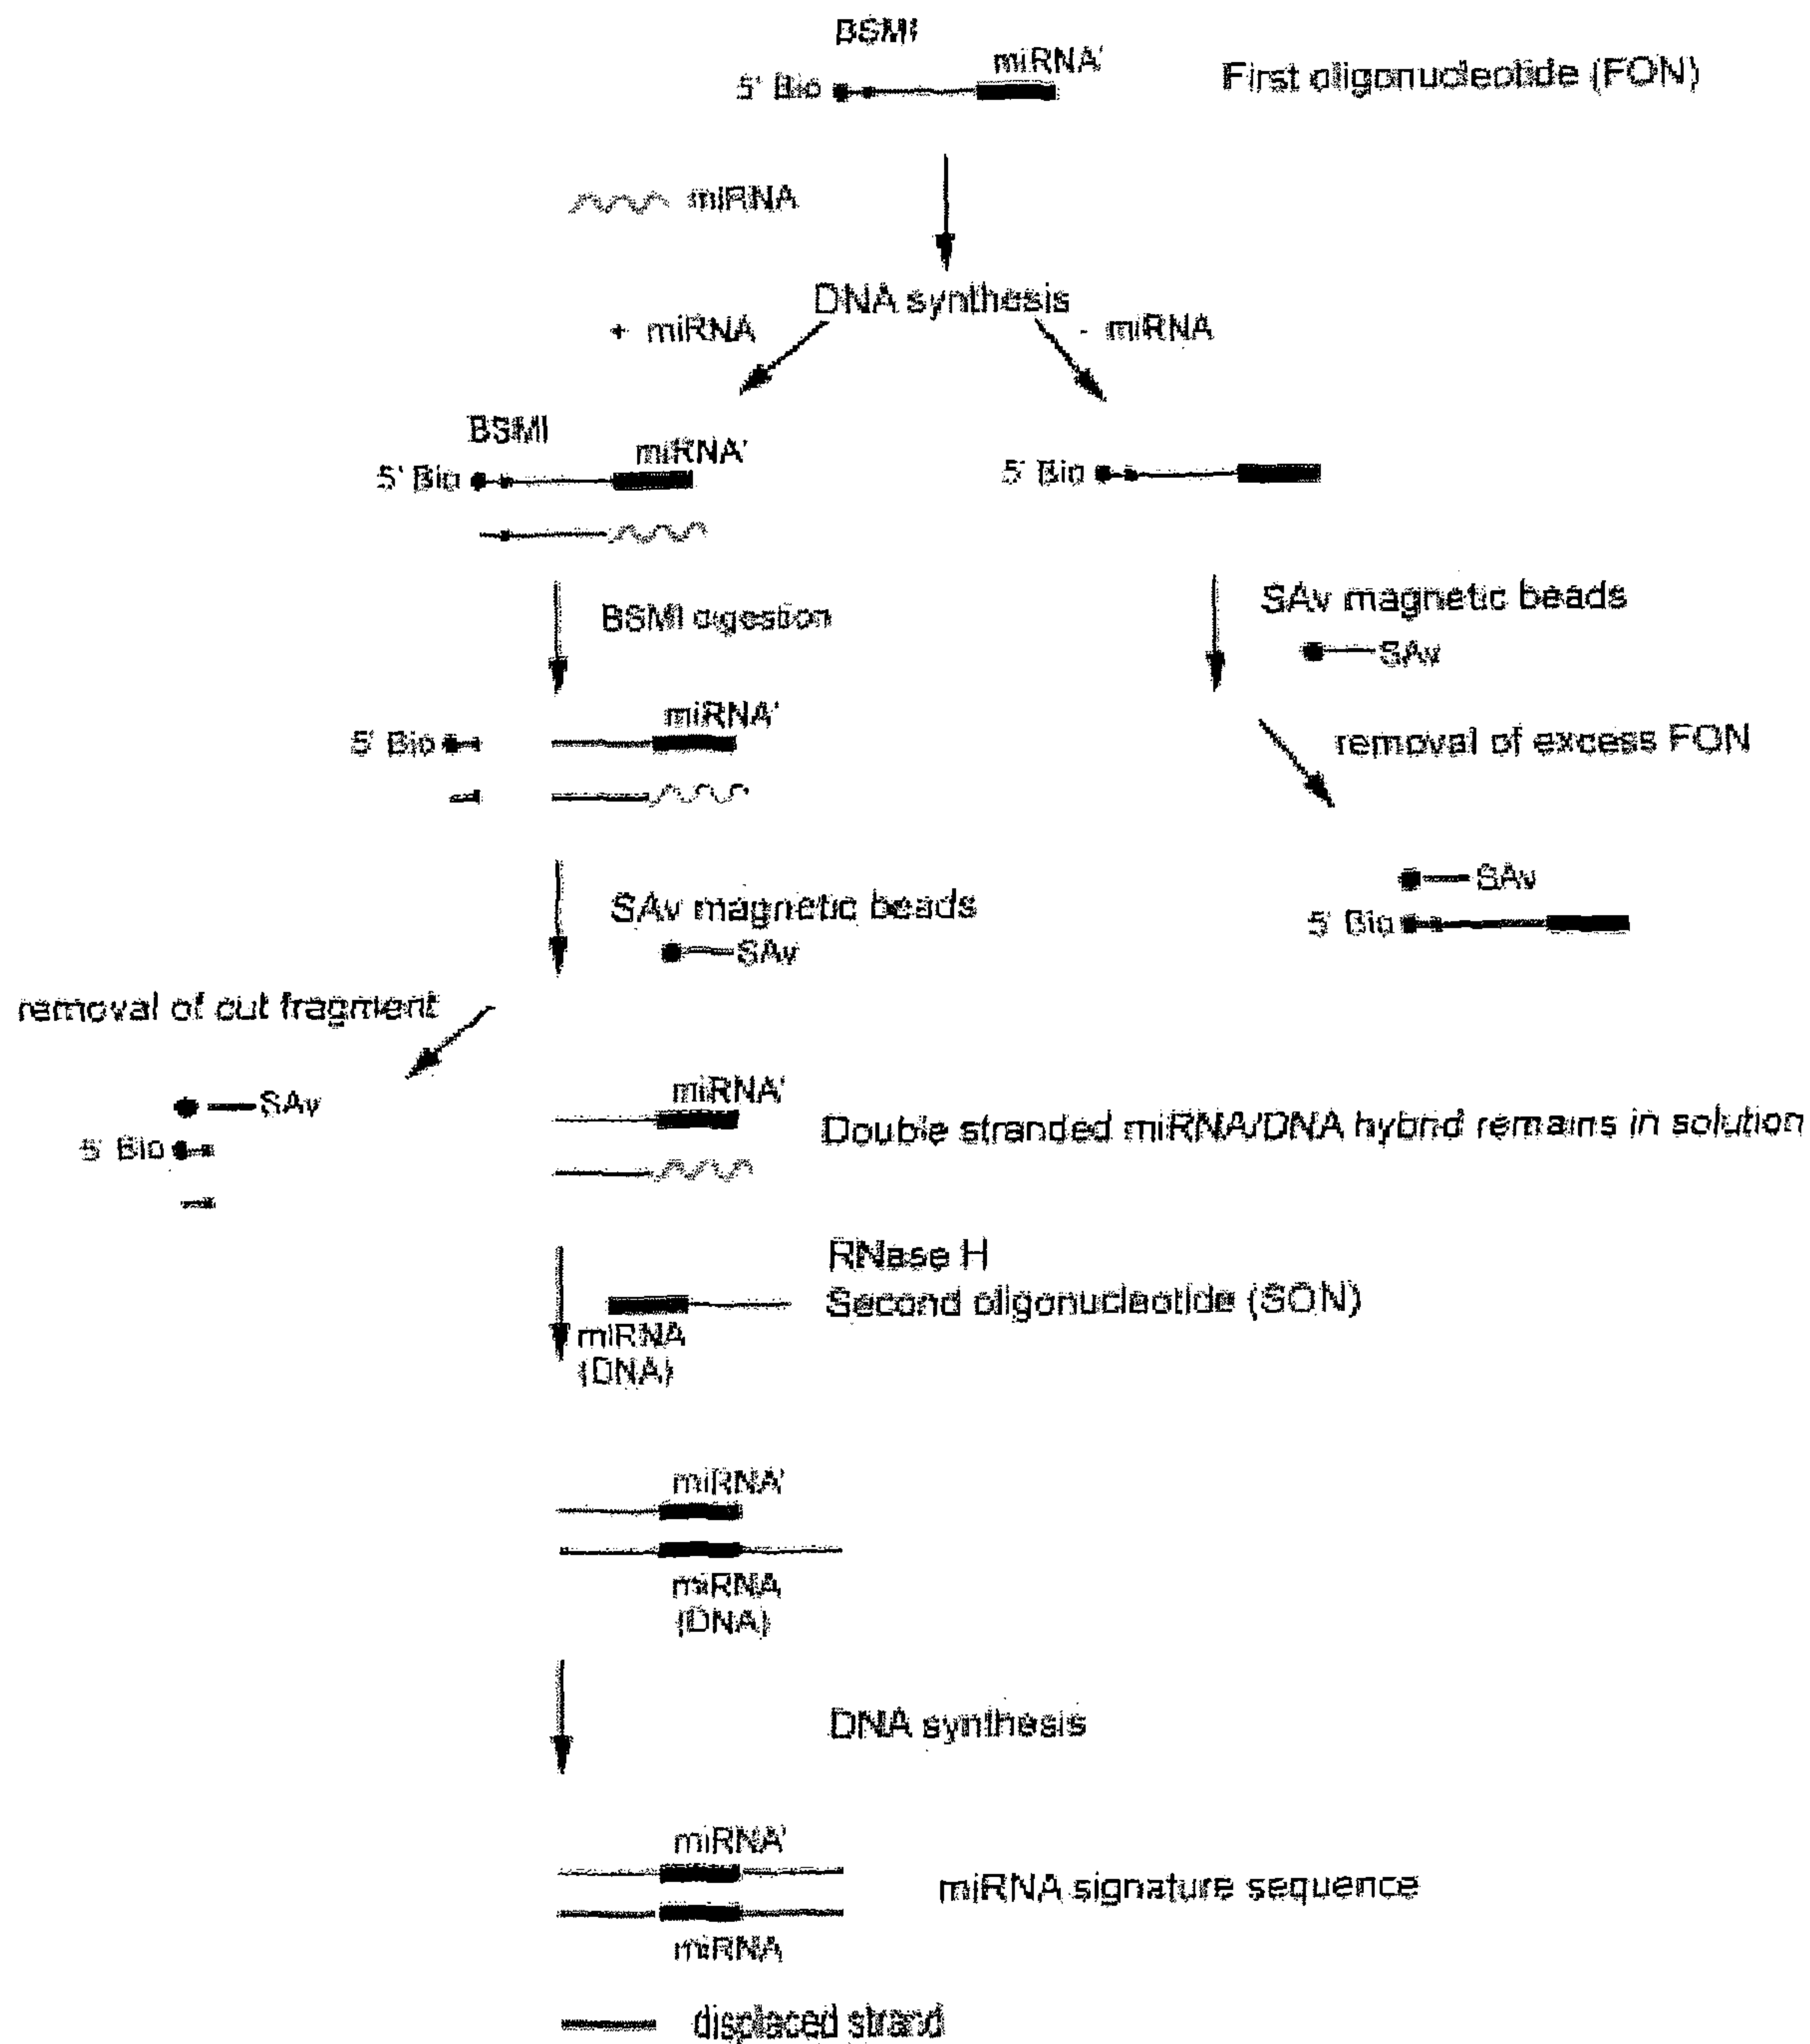 BSMI
miRNA'
5' Bio
First oligonucleotide (FON)
miRNA
DNA synthesis
+ miRNA
- miRNA
BSMI
miRNA'
5' Bio
5' Bio
BSMI digestion
SAv magnetic beads
SAv
miRNA'
5' Bio
removal of excess FON
SAv magnetic beads
SAv
SAv
5' Bio
removal of cut fragment
SAv
5' Bio
miRNA'
Double stranded miRNA/DNA hybrid remains in solution
RNase H
Second oligonucleotide (SON)
miRNA
(DNA)
miRNA'
miRNA
(DNA)
DNA synthesis
miRNA'
miRNA signature sequence
miRNA
displaced strand